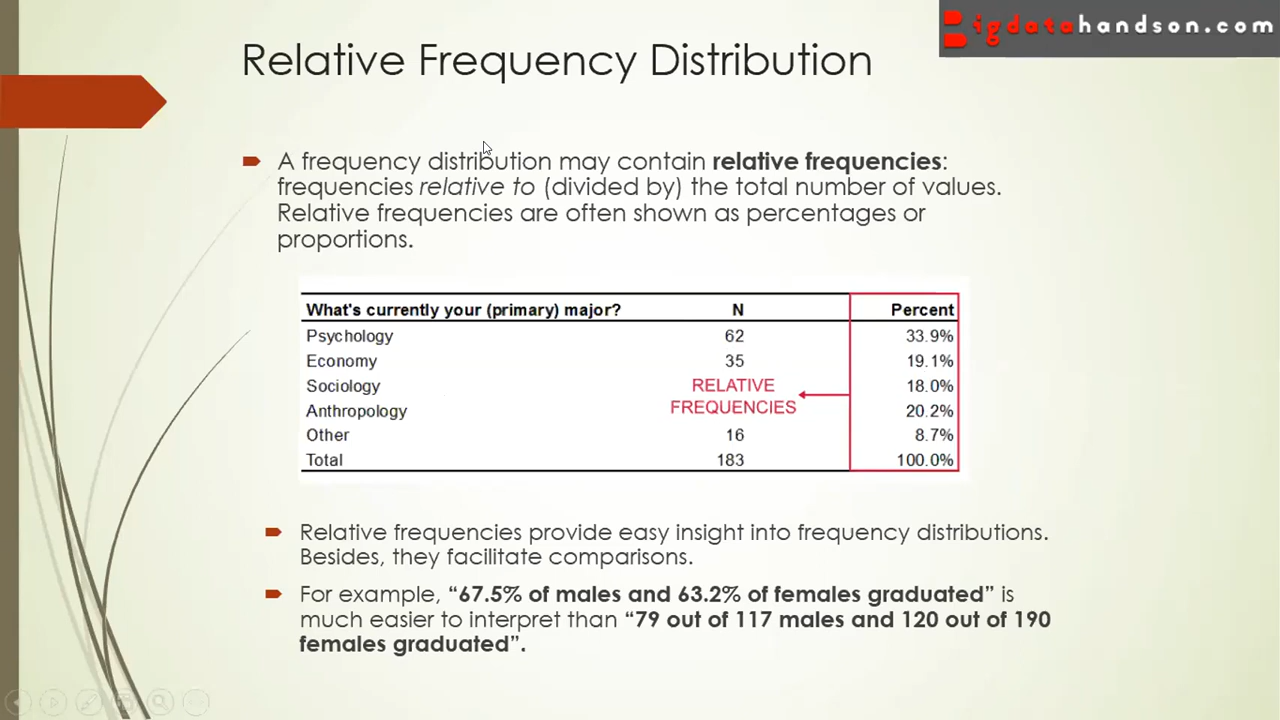 Bigdatahandson.com
Relative Frequency Distribution
A frequency distribution may contain relative frequencies:
frequencies relative to (divided by) the total number of values.
Relative frequencies are often shown as percentages or
proportions.
What's currently your (primary) major? N Percent
Psychology 62 33.9%
Economy 35 19.1%
Sociology 18.0%
RELATIVE
FREQUENCIES
Anthropology 20.2%
Other 16 8.7%
Total 183 100.0%
Relative frequencies provide easy insight into frequency distributions.
Besides, they facilitate comparisons.
For example, “67.5% of males and 63.2% of females graduated” is
much easier to interpret than “79 out of 117 males and 120 out of 190
females graduated”.